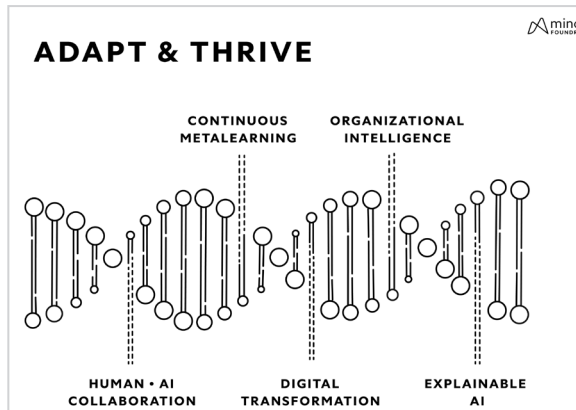 ADAPT & THRIVE
CONTINUOUS
METALEARNING
ORGANIZATIONAL
INTELLIGENCE
HUMAN • AI
COLLABORATION
DIGITAL
TRANSFORMATION
EXPLAINABLE
AI